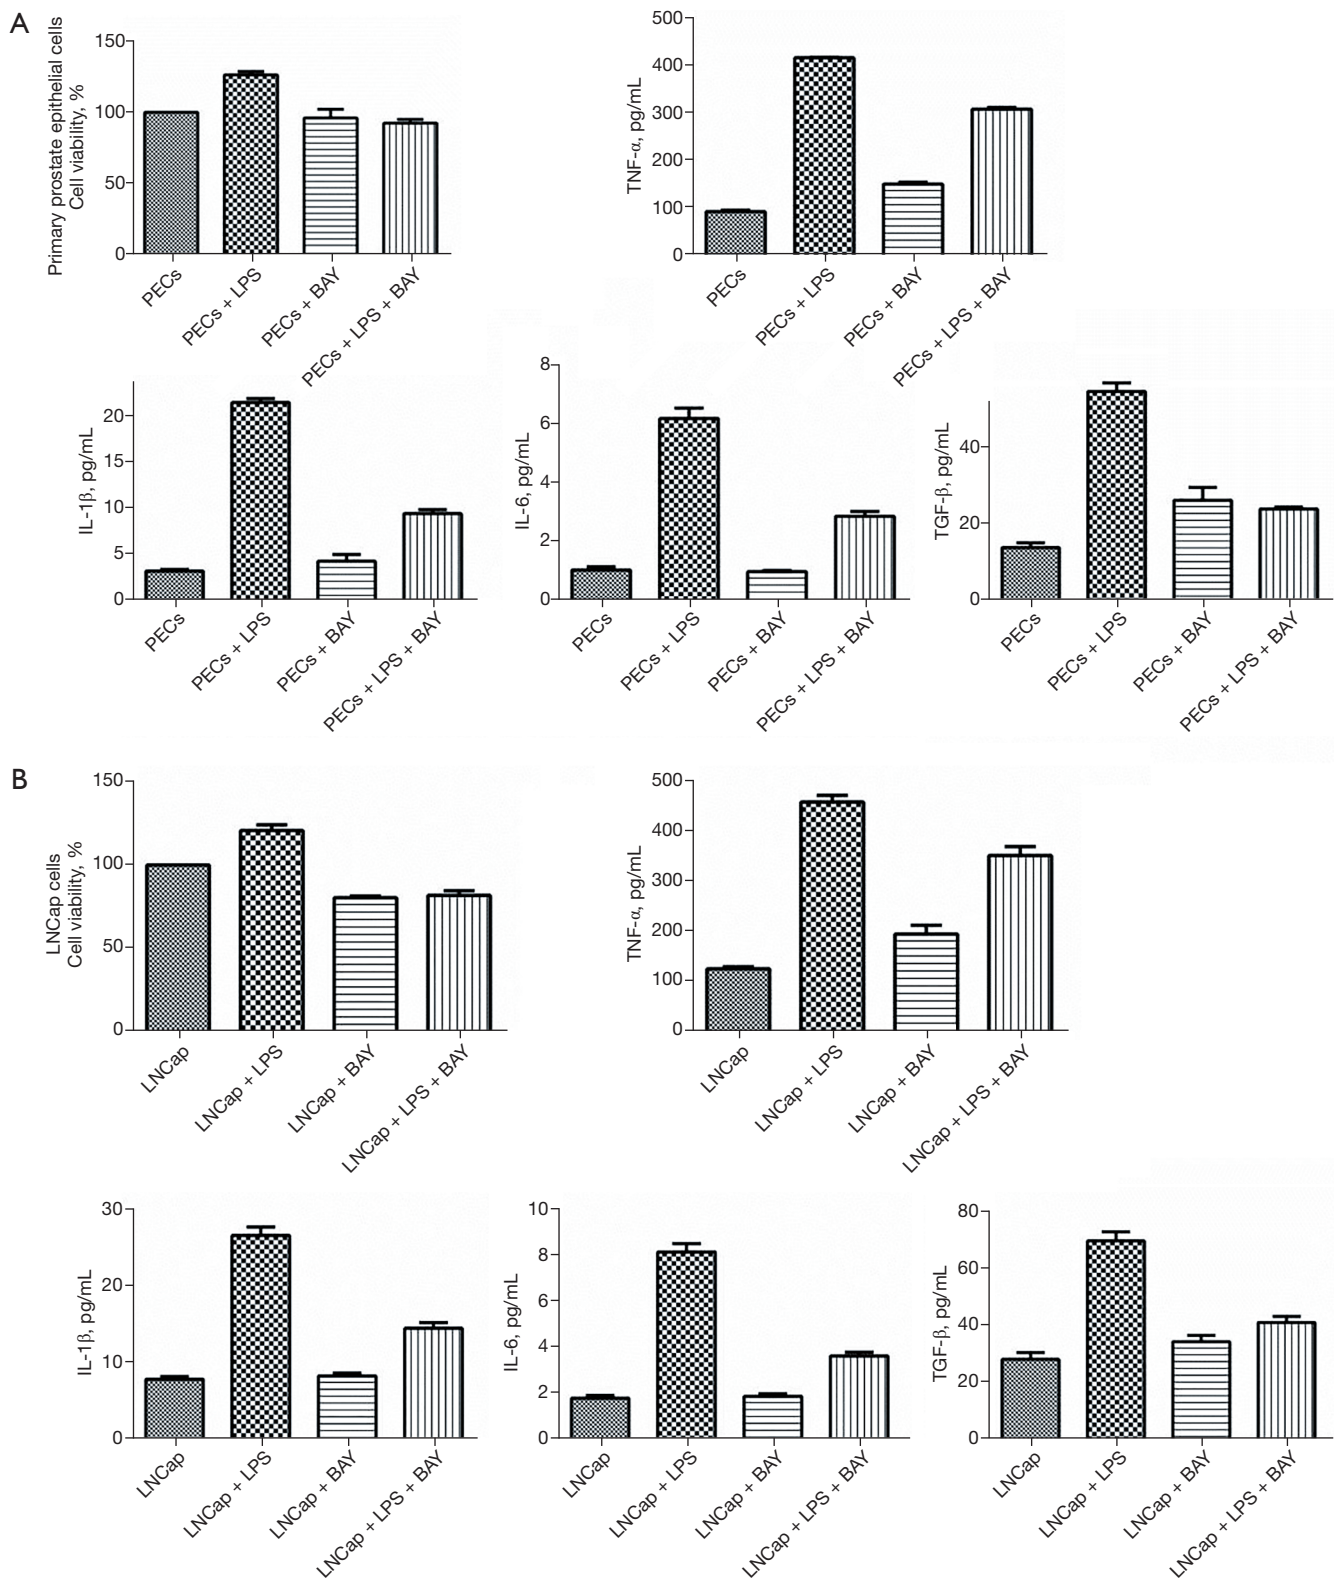 A
Primary prostate epithelial cells
Cell viability, %
150
100
50
0
PECs
PECs + LPS
PECs + BAY
PECs + LPS + BAY
TNF-α, pg/mL
500
400
300
200
100
0
PECs
PECs + LPS
PECs + BAY
PECs + LPS + BAY
IL-1β, pg/mL
20
15
10
5
0
PECs
PECs + LPS
PECs + BAY
PECs + LPS + BAY
IL-6, pg/mL
8
6
4
2
0
PECs
PECs + LPS
PECs + BAY
PECs + LPS + BAY
TGF-β, pg/mL
40
20
0
PECs
PECs + LPS
PECs + BAY
PECs + LPS + BAY
B
LNCap cells
Cell viability, %
150
100
50
0
LNCap
LNCap + LPS
LNCap + BAY
LNCap + LPS + BAY
TNF-α, pg/mL
500
400
300
200
100
0
LNCap
LNCap + LPS
LNCap + BAY
LNCap + LPS + BAY
IL-1β, pg/mL
30
20
10
0
LNCap
LNCap + LPS
LNCap + BAY
LNCap + LPS + BAY
IL-6, pg/mL
10
8
6
4
2
0
LNCap
LNCap + LPS
LNCap + BAY
LNCap + LPS + BAY
TGF-β, pg/mL
80
60
40
20
0
LNCap
LNCap + LPS
LNCap + BAY
LNCap + LPS + BAY